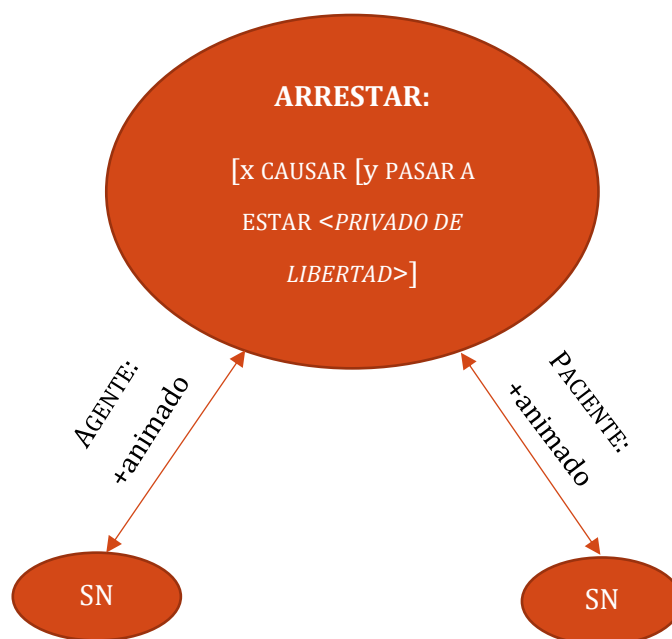 ARRESTAR:
[x CAUSAR [y PASAR A
ESTAR <PRIVADO DE
LIBERTAD>]
AGENTE:
+animado
PACIENTE:
+animado
SN
SN